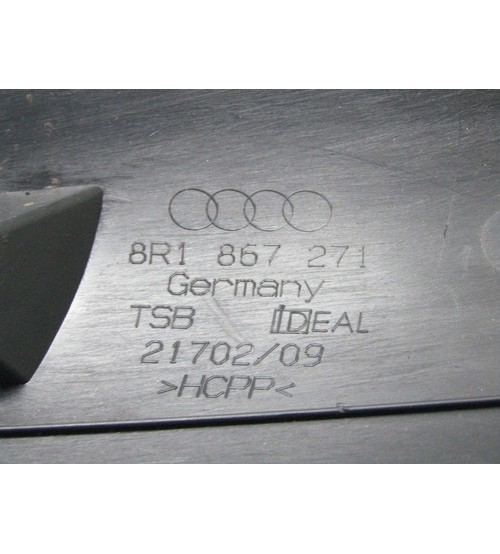 8R1 867 271
Germany
TSB IDEAL
21702/09
>HCPP<